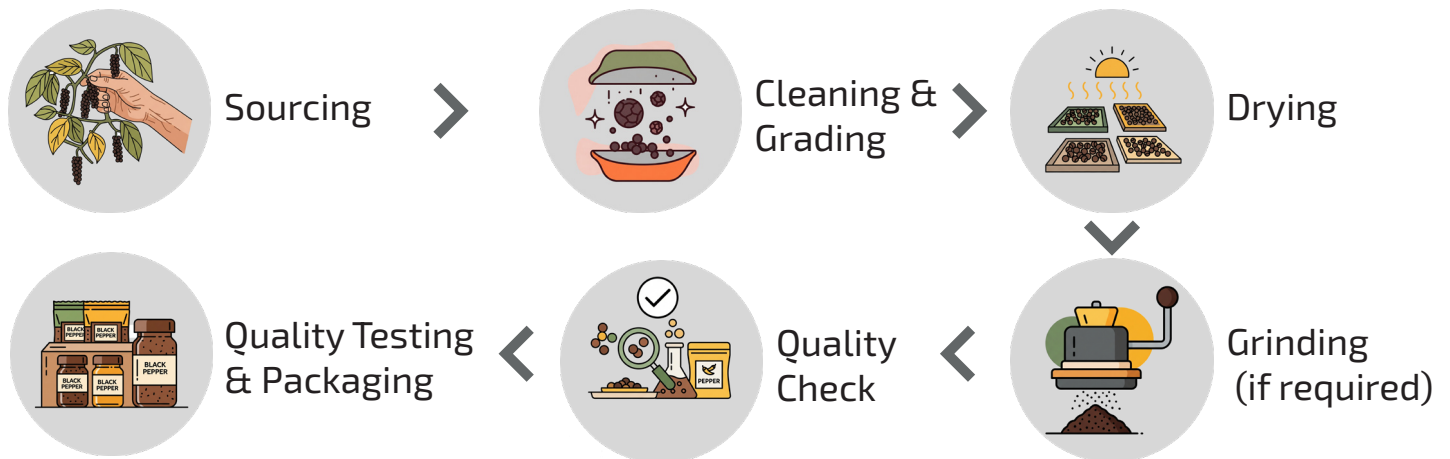 Sourcing
Cleaning &
Grading
Drying
Grinding
(if required)
Quality
Check
PEPPER
Quality Testing
& Packaging
BLACK
PEPPER
BLACK
PEPPER
BLACK
PEPPER
BLACK
PEPPER
BLACK
PEPPER